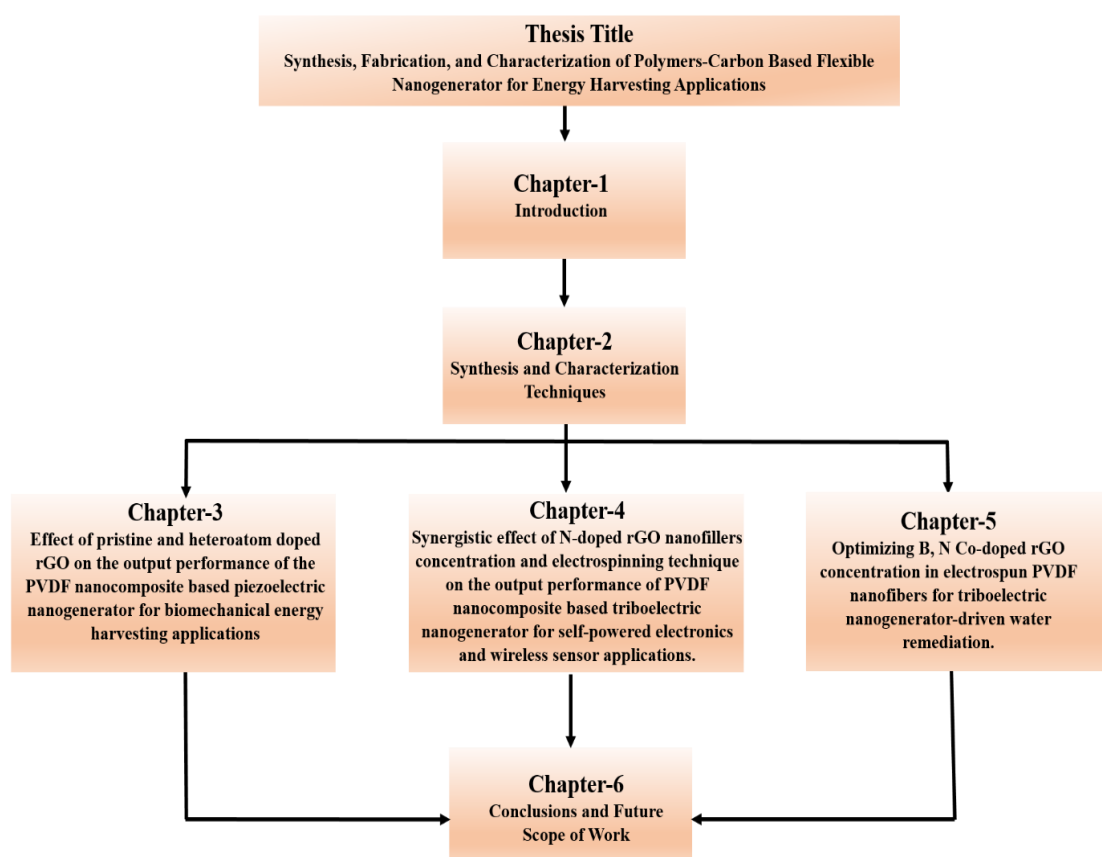 Thesis Title
Synthesis, Fabrication, and Characterization of Polymers-Carbon Based Flexible
Nanogenerator for Energy Harvesting Applications
Chapter-1
Introduction
Chapter-2
Synthesis and Characterization
Techniques
Chapter-3
Effect of pristine and heteroatom doped
rGO on the output performance of the
PVDF nanocomposite based piezoelectric
nanogenerator for biomechanical energy
harvesting applications
Chapter-4
Synergistic effect of N-doped rGO nanofillers
concentration and electrospinning technique
on the output performance of PVDF
nanocomposite based triboelectric
nanogenerator for self-powered electronics
and wireless sensor applications.
Chapter-5
Optimizing B, N Co-doped rGO
concentration in electrospun PVDF
nanofibers for triboelectric
nanogenerator-driven water
remediation.
Chapter-6
Conclusions and Future
Scope of Work